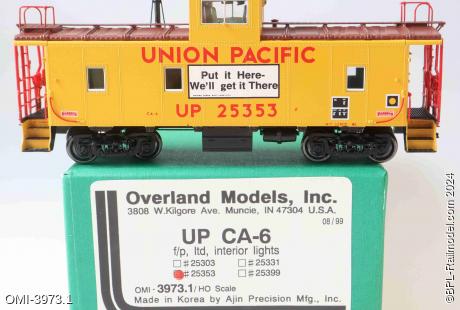 UNION PACIFIC
Put it Here-
We'll get it There
CA-6
UP 25353
Overland Models, Inc.
3808 W. Kilgore Ave. Muncie, IN 47304 U.S.A.
08/99
UP CA-6
f/p, ltd, interior lights
#25303 #25331
#25353 #25399
OMI - 3973.1 / HO Scale
Made in Korea by Ajin Precision Mfg., Inc.
OMI-3973.1
©BPL-Railmodel.com 2024